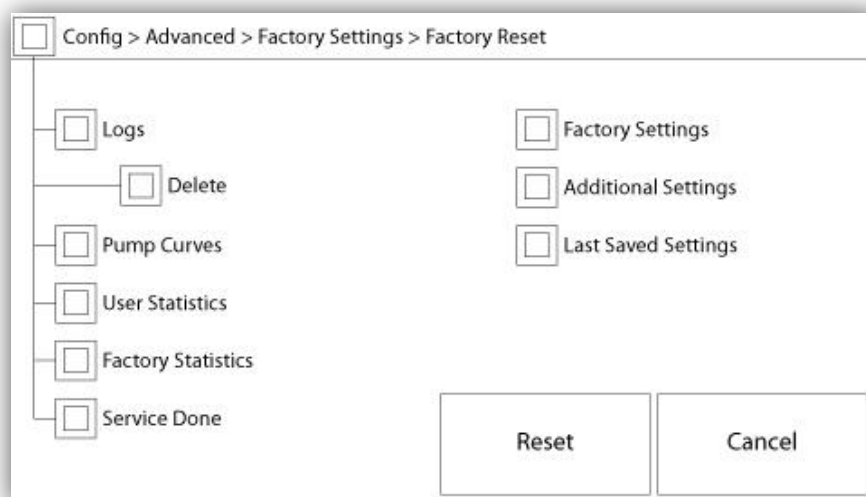 Config > Advanced > Factory Settings > Factory Reset
Logs
Delete
Pump Curves
User Statistics
Factory Statistics
Service Done
Factory Settings
Additional Settings
Last Saved Settings
Reset
Cancel